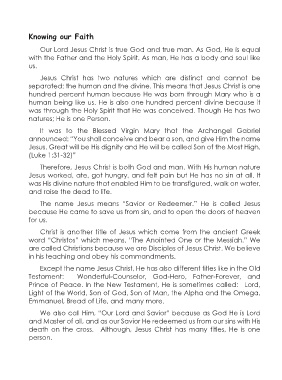 Knowing our Faith
Our Lord Jesus Christ is true God and true man. As God, He is equal
with the Father and the Holy Spirit. As man, He has a body and soul like
us.
Jesus Christ has two natures which are distinct and cannot be
separated: the human and the divine. This means that Jesus Christ is one
hundred percent human because He was born through Mary who is a
human being like us. He is also one hundred percent divine because it
was through the Holy Spirit that He was conceived. Though He has two
natures; He is one Person.
It was to the Blessed Virgin Mary that the Archangel Gabriel
announced: "You shall conceive and bear a son, and give Him the name
Jesus. Great will be His dignity and He will be called Son of the Most High.
(Luke 1:31-32)"
Therefore, Jesus Christ is both God and man. With His human nature
Jesus worked, ate, got hungry, and felt pain but He has no sin at all. It
was His divine nature that enabled Him to be transfigured, walk on water,
and raise the dead to life.
The name Jesus means "Savior or Redeemer." He is called Jesus
because He came to save us from sin, and to open the doors of heaven
for us.
Christ is another title of Jesus which come from the ancient Greek
word "Christos" which means, "The Anointed One or the Messiah." We
are called Christians because we are Disciples of Jesus Christ. We believe
in his teaching and obey his commandments.
Except the name Jesus Christ, He has also different titles like in the Old
Testament: Wonderful-Counselor, God-Hero, Father-Forever, and
Prince of Peace. In the New Testament, He is sometimes called: Lord,
Light of the World, Son of God, Son of Man, the Alpha and the Omega,
Emmanuel, Bread of Life, and many more.
We also call Him, "Our Lord and Savior" because as God He is Lord
and Master of all, and as our Savior He redeemed us from our sins with His
death on the cross. Although, Jesus Christ has many titles, He is one
person.